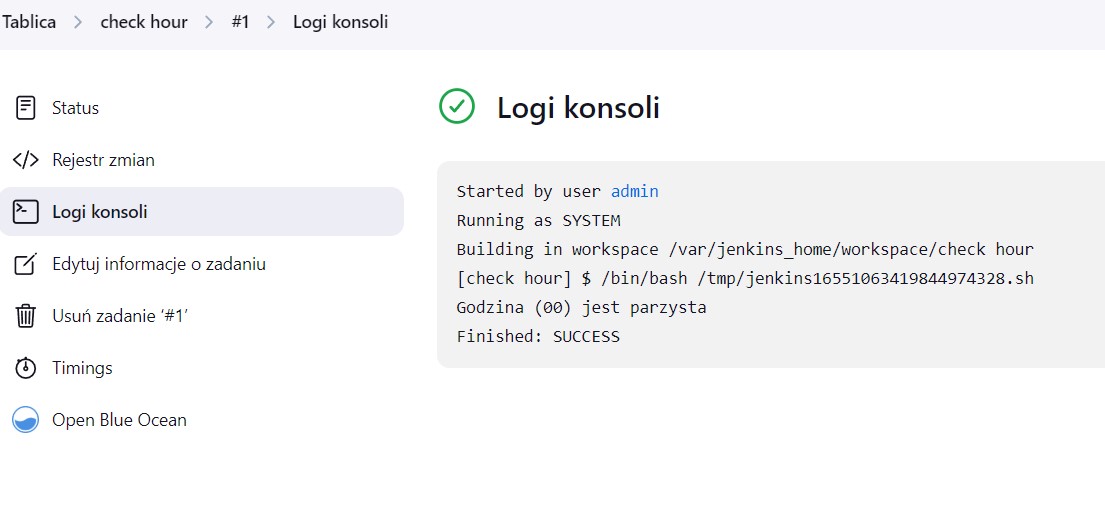 Tablica > check hour > #1 > Logi konsoli
Status
Rejestr zmian
Logi konsoli
Edytuj informacje o zadaniu
Usuń zadanie ‘#1’
Timings
Open Blue Ocean
Logi konsoli
Started by user admin
Running as SYSTEM
Building in workspace /var/jenkins_home/workspace/check hour
[check hour] $ /bin/bash /tmp/jenkins16551063419844974328.sh
Godzina (00) jest parzysta
Finished: SUCCESS